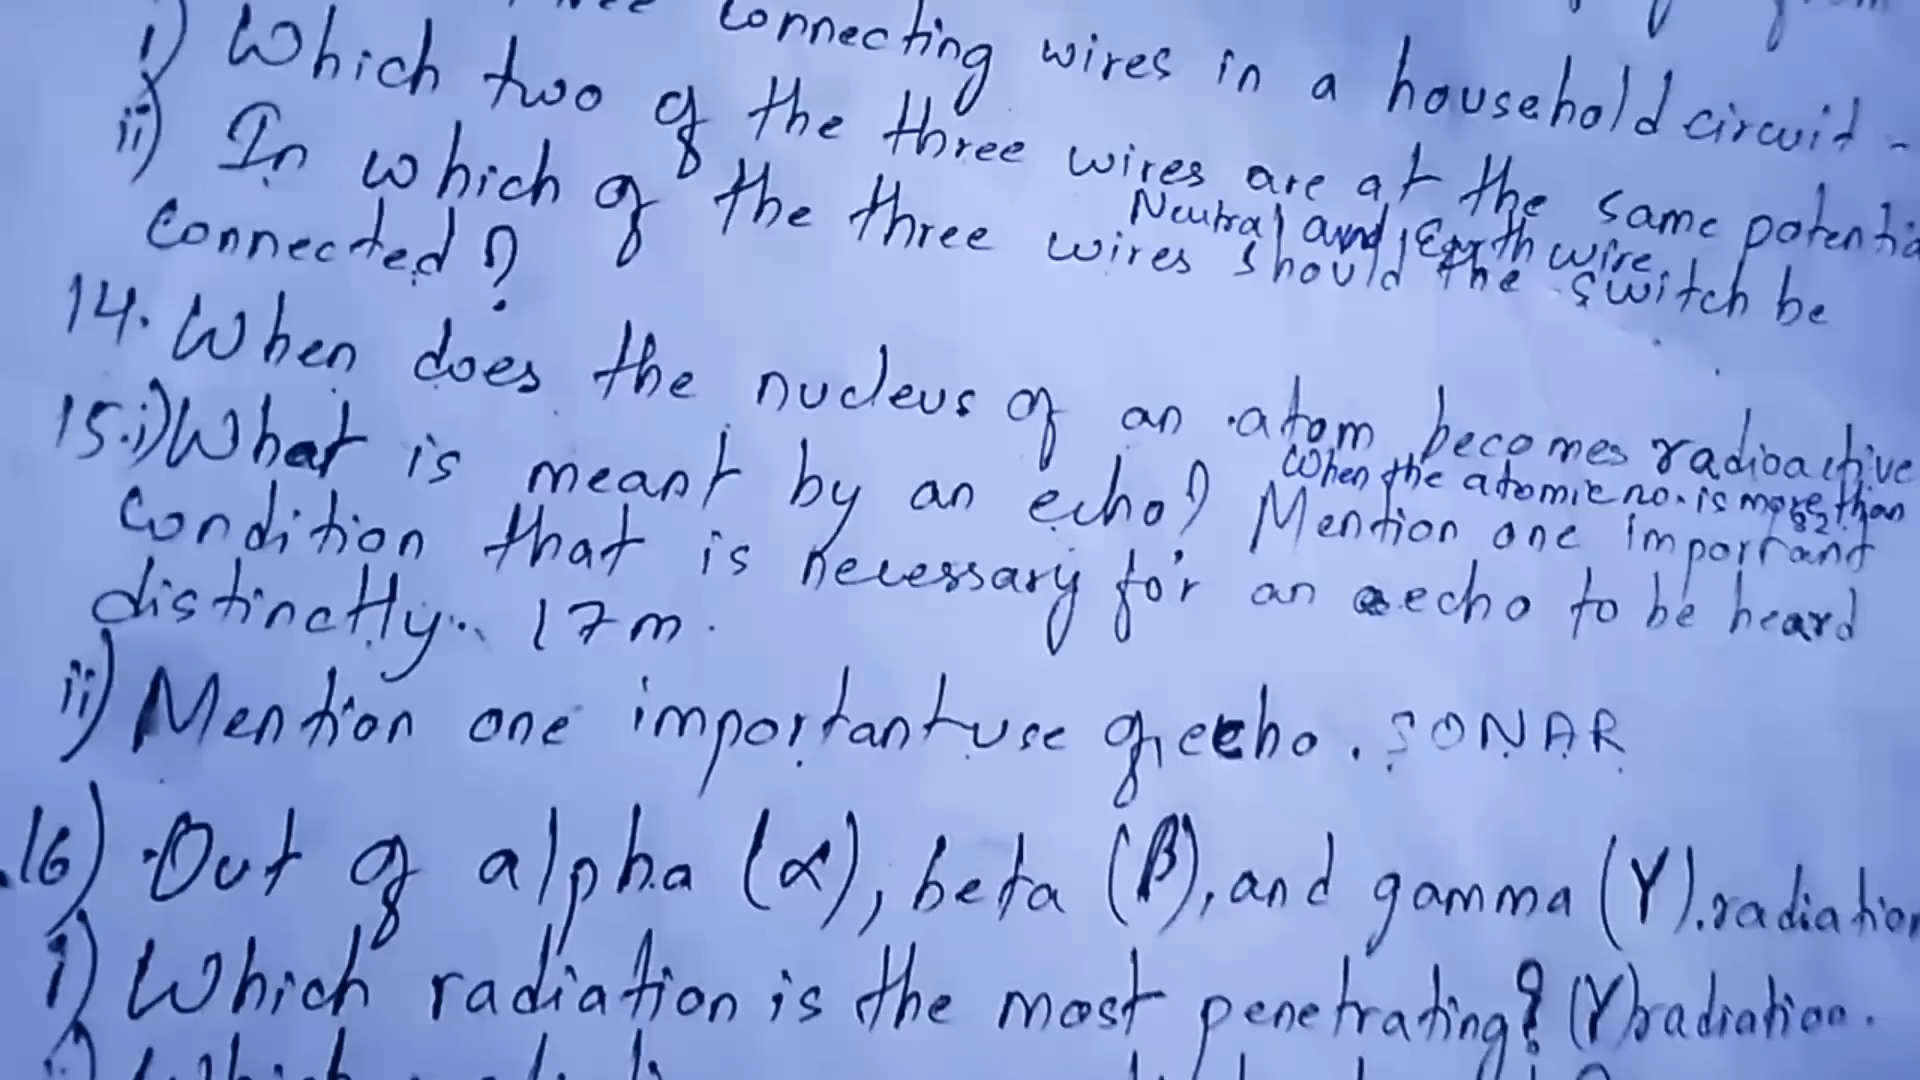 connecting wires in a household circuit -
i) Which two of the three wires are at the same potential
Neutral and Earth wire
ii) In which of the three wires should the switch be
connected?
14. When does the nucleus of an atom becomes radioactive
When the atomic no. is more than
82
15.i) What is meant by an echo? Mention one important
condition that is necessary for an echo to be heard
distinctly. 17m.
ii) Mention one important use of echo. SONAR
16) Out of alpha (α), beta (β), and gamma (γ). radiation
i) Which radiation is the most penetrating? (γ) radiation.